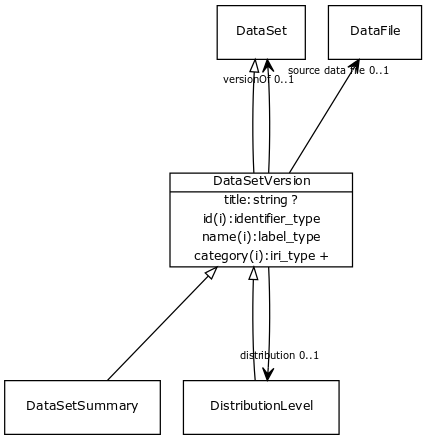 DataSet
DataFile
versionOf 0..1
source data file 0..1
DataSetVersion
title:string ?
id(i):identifier_type
name(i):label_type
category(i):iri_type +
distribution 0..1
DataSetSummary
DistributionLevel